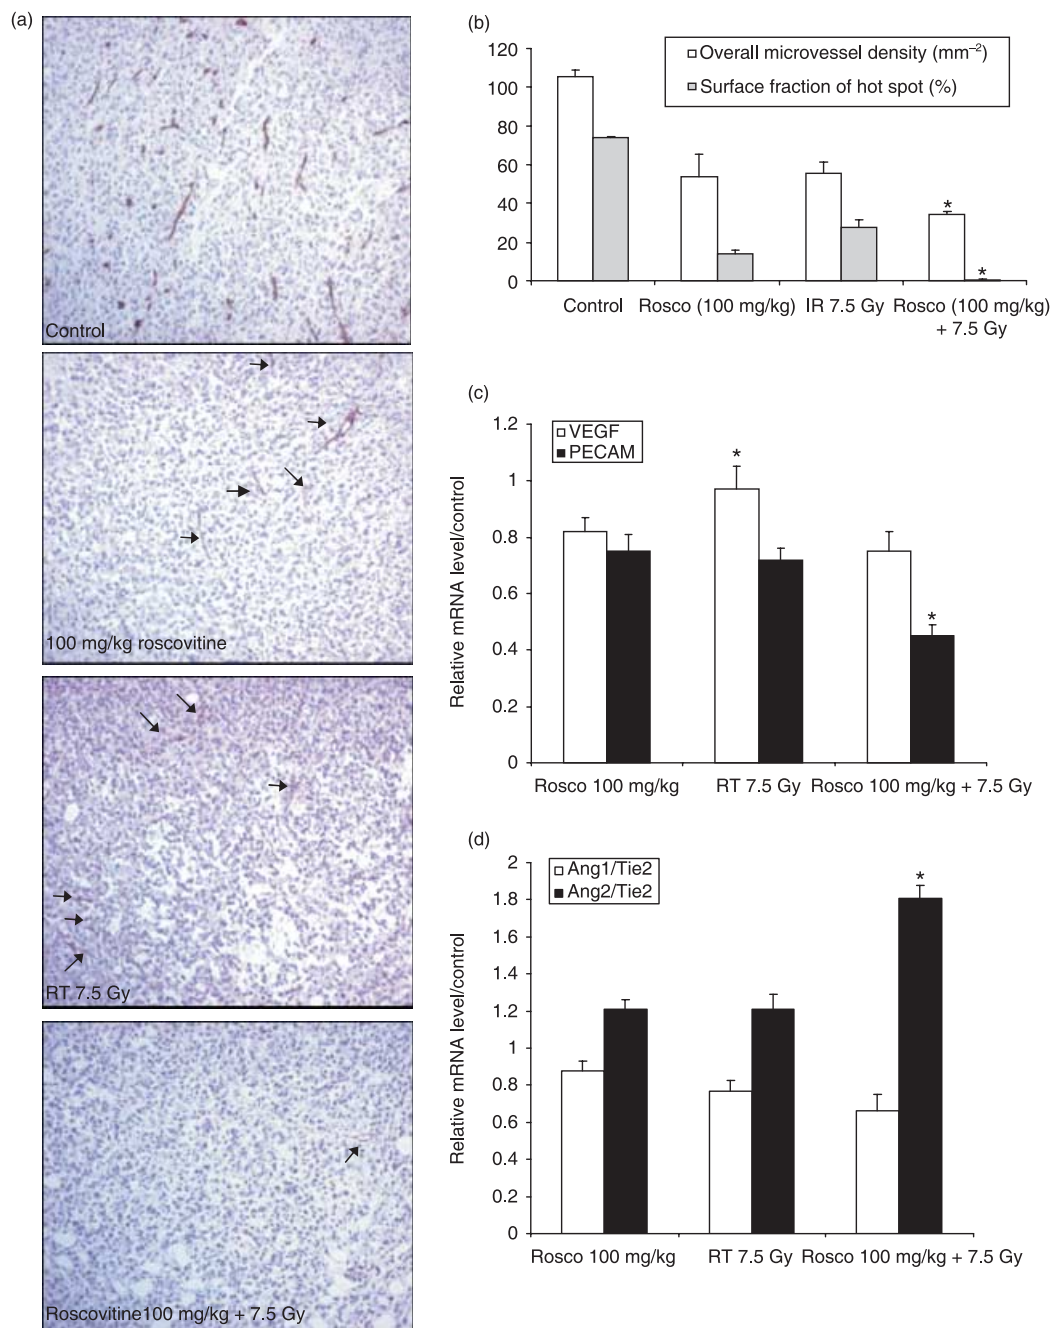 (a)
Control
100 mg/kg roscovitine
RT 7.5 Gy
Roscovitine100 mg/kg + 7.5 Gy
(b)
Overall microvessel density (mm–2)
Surface fraction of hot spot (%)
120
100
80
60
40
20
0
*
*
Control
Rosco (100 mg/kg)
IR 7.5 Gy
Rosco (100 mg/kg)
+ 7.5 Gy
(c)
VEGF
PECAM
Relative mRNA level/control
1.2
1
0.8
0.6
0.4
0.2
0
*
*
Rosco 100 mg/kg
RT 7.5 Gy
Rosco 100 mg/kg + 7.5 Gy
(d)
Ang1/Tie2
Ang2/Tie2
Relative mRNA level/control
2
1.8
1.6
1.4
1.2
1
0.8
0.6
0.4
0.2
0
*
Rosco 100 mg/kg
RT 7.5 Gy
Rosco 100 mg/kg + 7.5 Gy